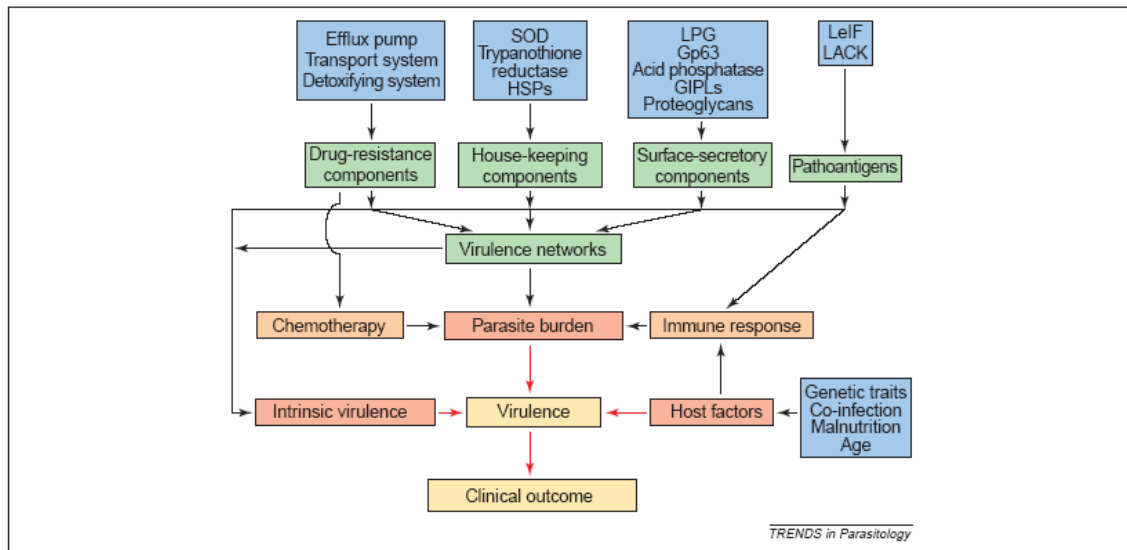 Efflux pump
Transport system
Detoxifying system
SOD
Trypanothione
reductase
HSPs
LPG
Gp63
Acid phosphatase
GIPLs
Proteoglycans
LeIF
LACK
Drug-resistance
components
House-keeping
components
Surface-secretory
components
Pathoantigens
Virulence networks
Chemotherapy
Parasite burden
Immune response
Intrinsic virulence
Virulence
Host factors
Genetic traits
Co-infection
Malnutrition
Age
Clinical outcome
TRENDS in Parasitology